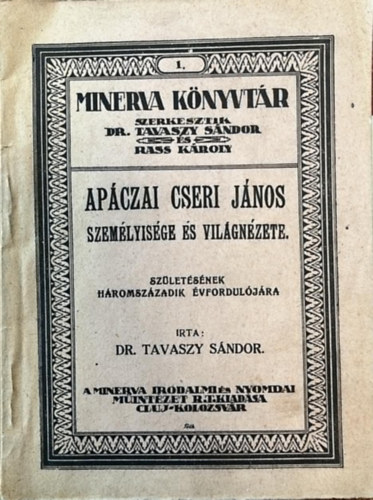 1.
MINERVA KÖNYVTÁR
SZERKESZTIK
DR. TAVASZY SÁNDOR
ÉS
RASS KÁROLY
APÁCZAI CSERI JÁNOS
SZEMÉLYISÉGE ÉS VILÁGNÉZETE.
SZÜLETÉSÉNEK
HÁROMSZÁZADIK ÉVFORDULÓJÁRA
IRTA:
DR. TAVASZY SÁNDOR.
A MINERVA IRODALMI ÉS NYOMDAI
MŰINTÉZET R.T. KIADÁSA
CLUJ-KOLOZSVÁR